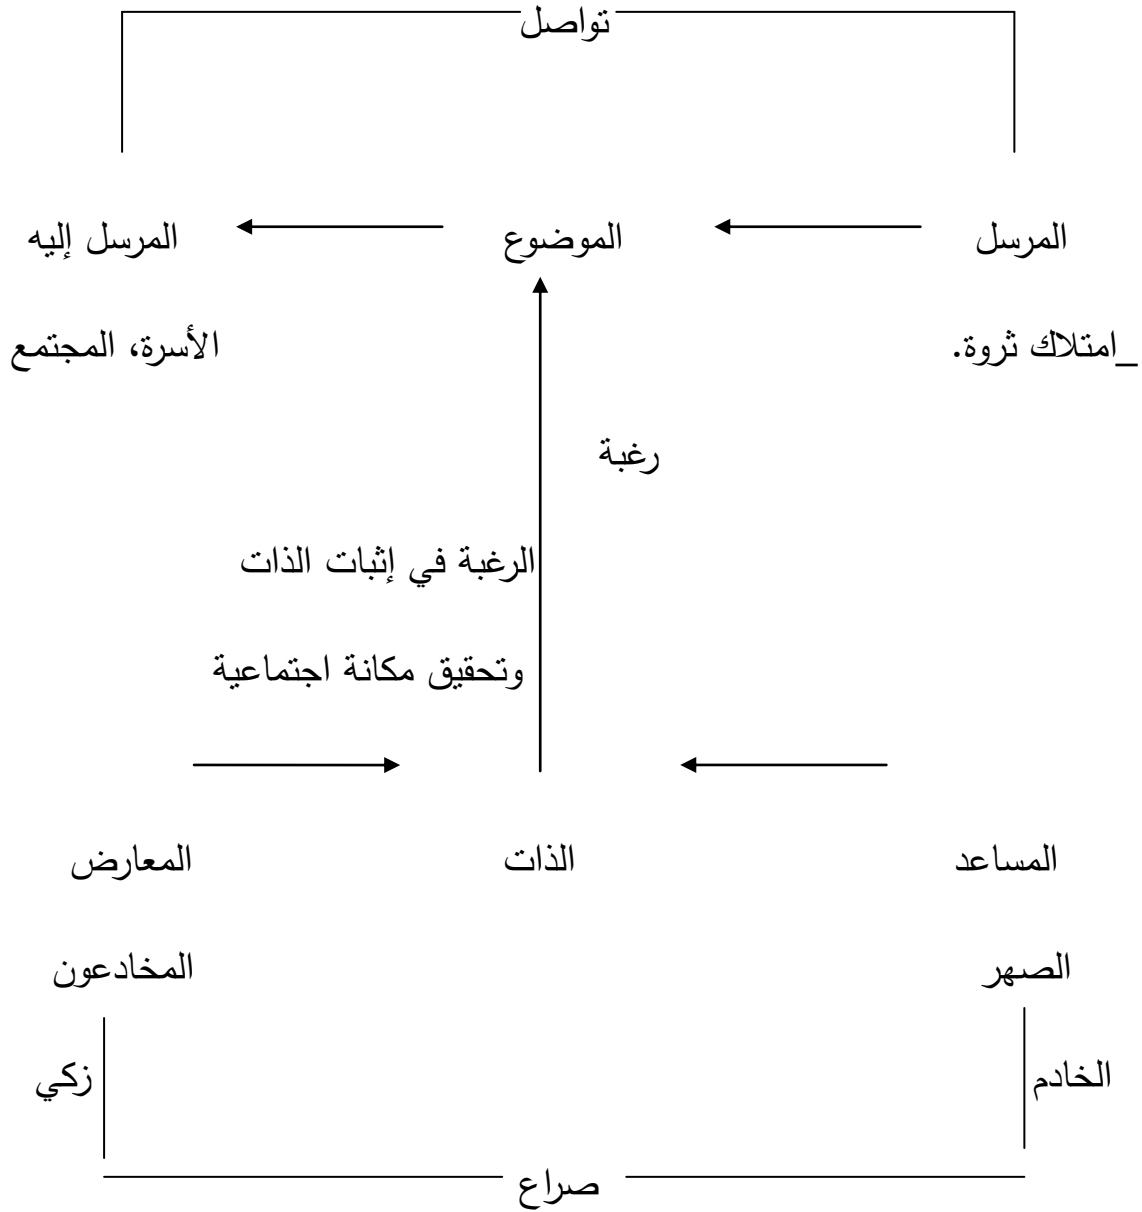 تواصل
المرسل الموضوع المرسل إليه
_امتلاك ثروة. الأسرة، المجتمع
رغبة
الرغبة في إثبات الذات
وتحقيق مكانة اجتماعية
المساعد الذات المعارض
الصهر المخادعون
الخادم زكي
صراع